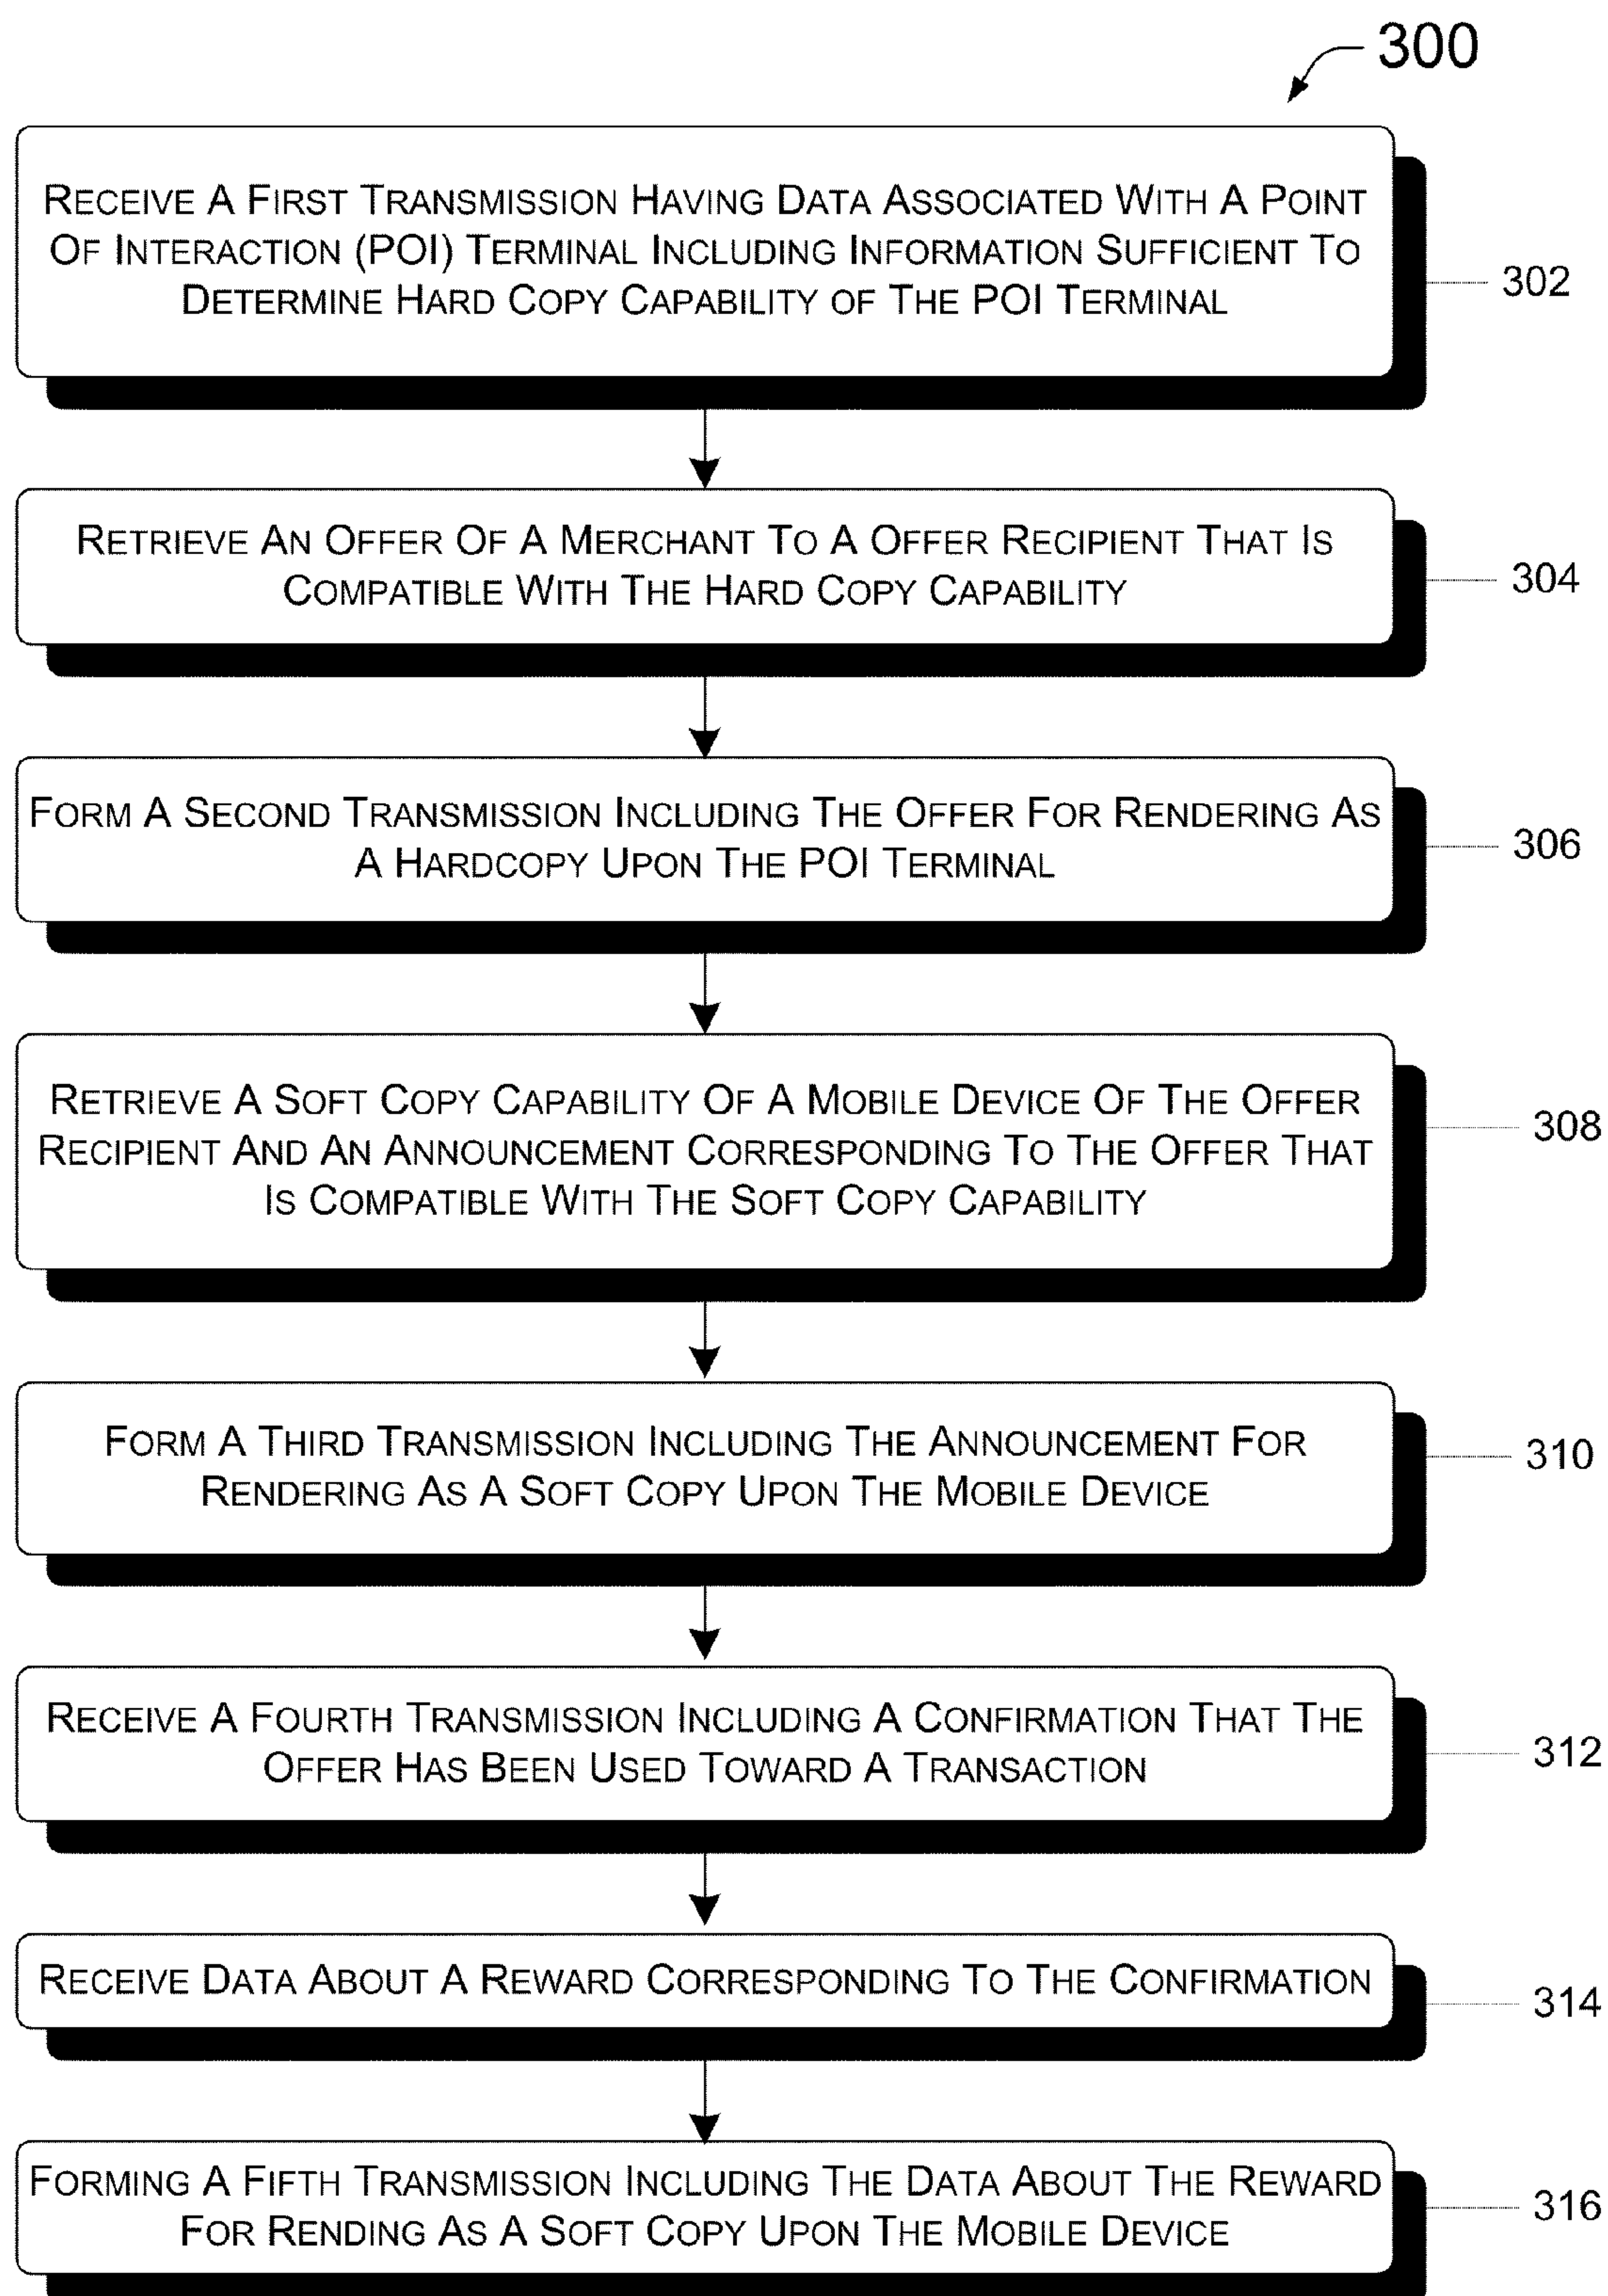 300
RECEIVE A FIRST TRANSMISSION HAVING DATA ASSOCIATED WITH A POINT
OF INTERACTION (POI) TERMINAL INCLUDING INFORMATION SUFFICIENT TO
DETERMINE HARD COPY CAPABILITY OF THE POI TERMINAL
302
RETRIEVE AN OFFER OF A MERCHANT TO A OFFER RECIPIENT THAT IS
COMPATIBLE WITH THE HARD COPY CAPABILITY
304
FORM A SECOND TRANSMISSION INCLUDING THE OFFER FOR RENDERING AS
A HARDCOPY UPON THE POI TERMINAL
306
RETRIEVE A SOFT COPY CAPABILITY OF A MOBILE DEVICE OF THE OFFER
RECIPIENT AND AN ANNOUNCEMENT CORRESPONDING TO THE OFFER THAT
IS COMPATIBLE WITH THE SOFT COPY CAPABILITY
308
FORM A THIRD TRANSMISSION INCLUDING THE ANNOUNCEMENT FOR
RENDERING AS A SOFT COPY UPON THE MOBILE DEVICE
310
RECEIVE A FOURTH TRANSMISSION INCLUDING A CONFIRMATION THAT THE
OFFER HAS BEEN USED TOWARD A TRANSACTION
312
RECEIVE DATA ABOUT A REWARD CORRESPONDING TO THE CONFIRMATION
314
FORMING A FIFTH TRANSMISSION INCLUDING THE DATA ABOUT THE REWARD
FOR RENDING AS A SOFT COPY UPON THE MOBILE DEVICE
316